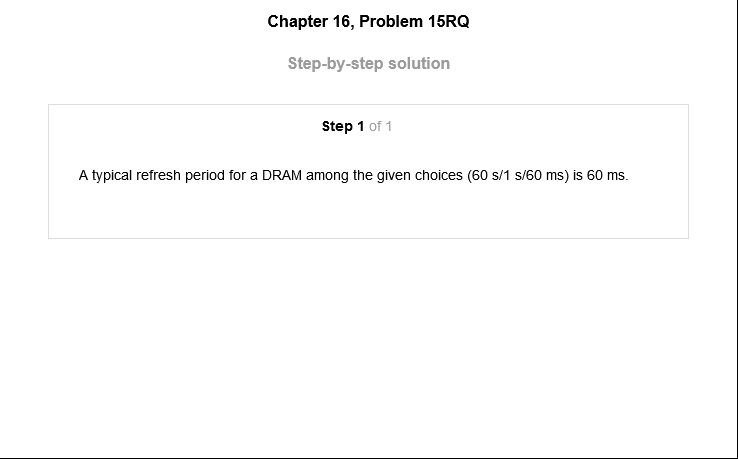 Chapter 16, Problem 15RQ
Step-by-step solution
Step 1 of 1
A typical refresh period for a DRAM among the given choices (60 s/1 s/60 ms) is 60 ms.